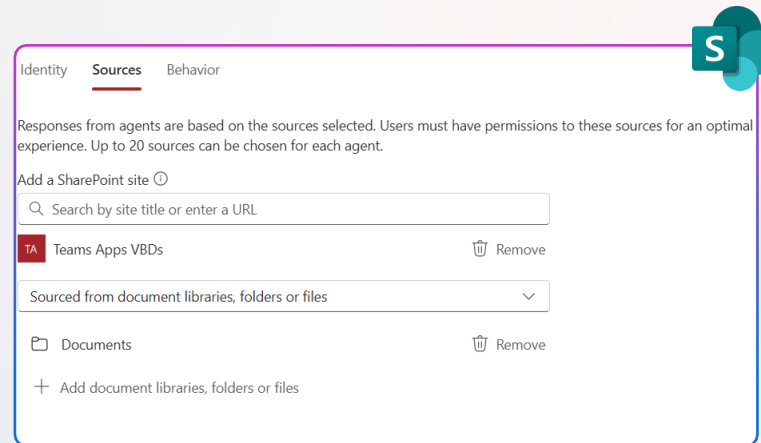 S
Identity Sources Behavior
Responses from agents are based on the sources selected. Users must have permissions to these sources for an optimal
experience. Up to 20 sources can be chosen for each agent.
Add a SharePoint site
Search by site title or enter a URL
TA Teams Apps VBDs Remove
Sourced from document libraries, folders or files
Documents Remove
Add document libraries, folders or files